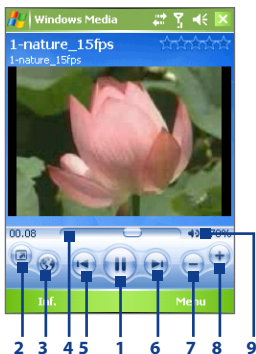 Windows Media
1-nature_15fps
1-nature_15fps
00.08
70%
Inf. Menu
2 3 4 5 1 6 7 8 9